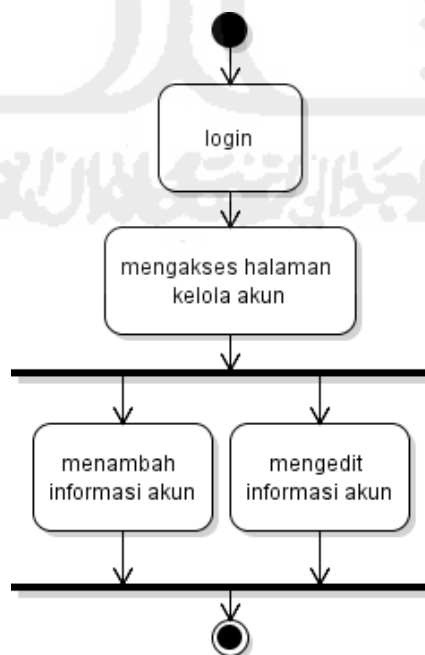 login
mengakses halaman
kelola akun
menambah
informasi akun
mengedit
informasi akun